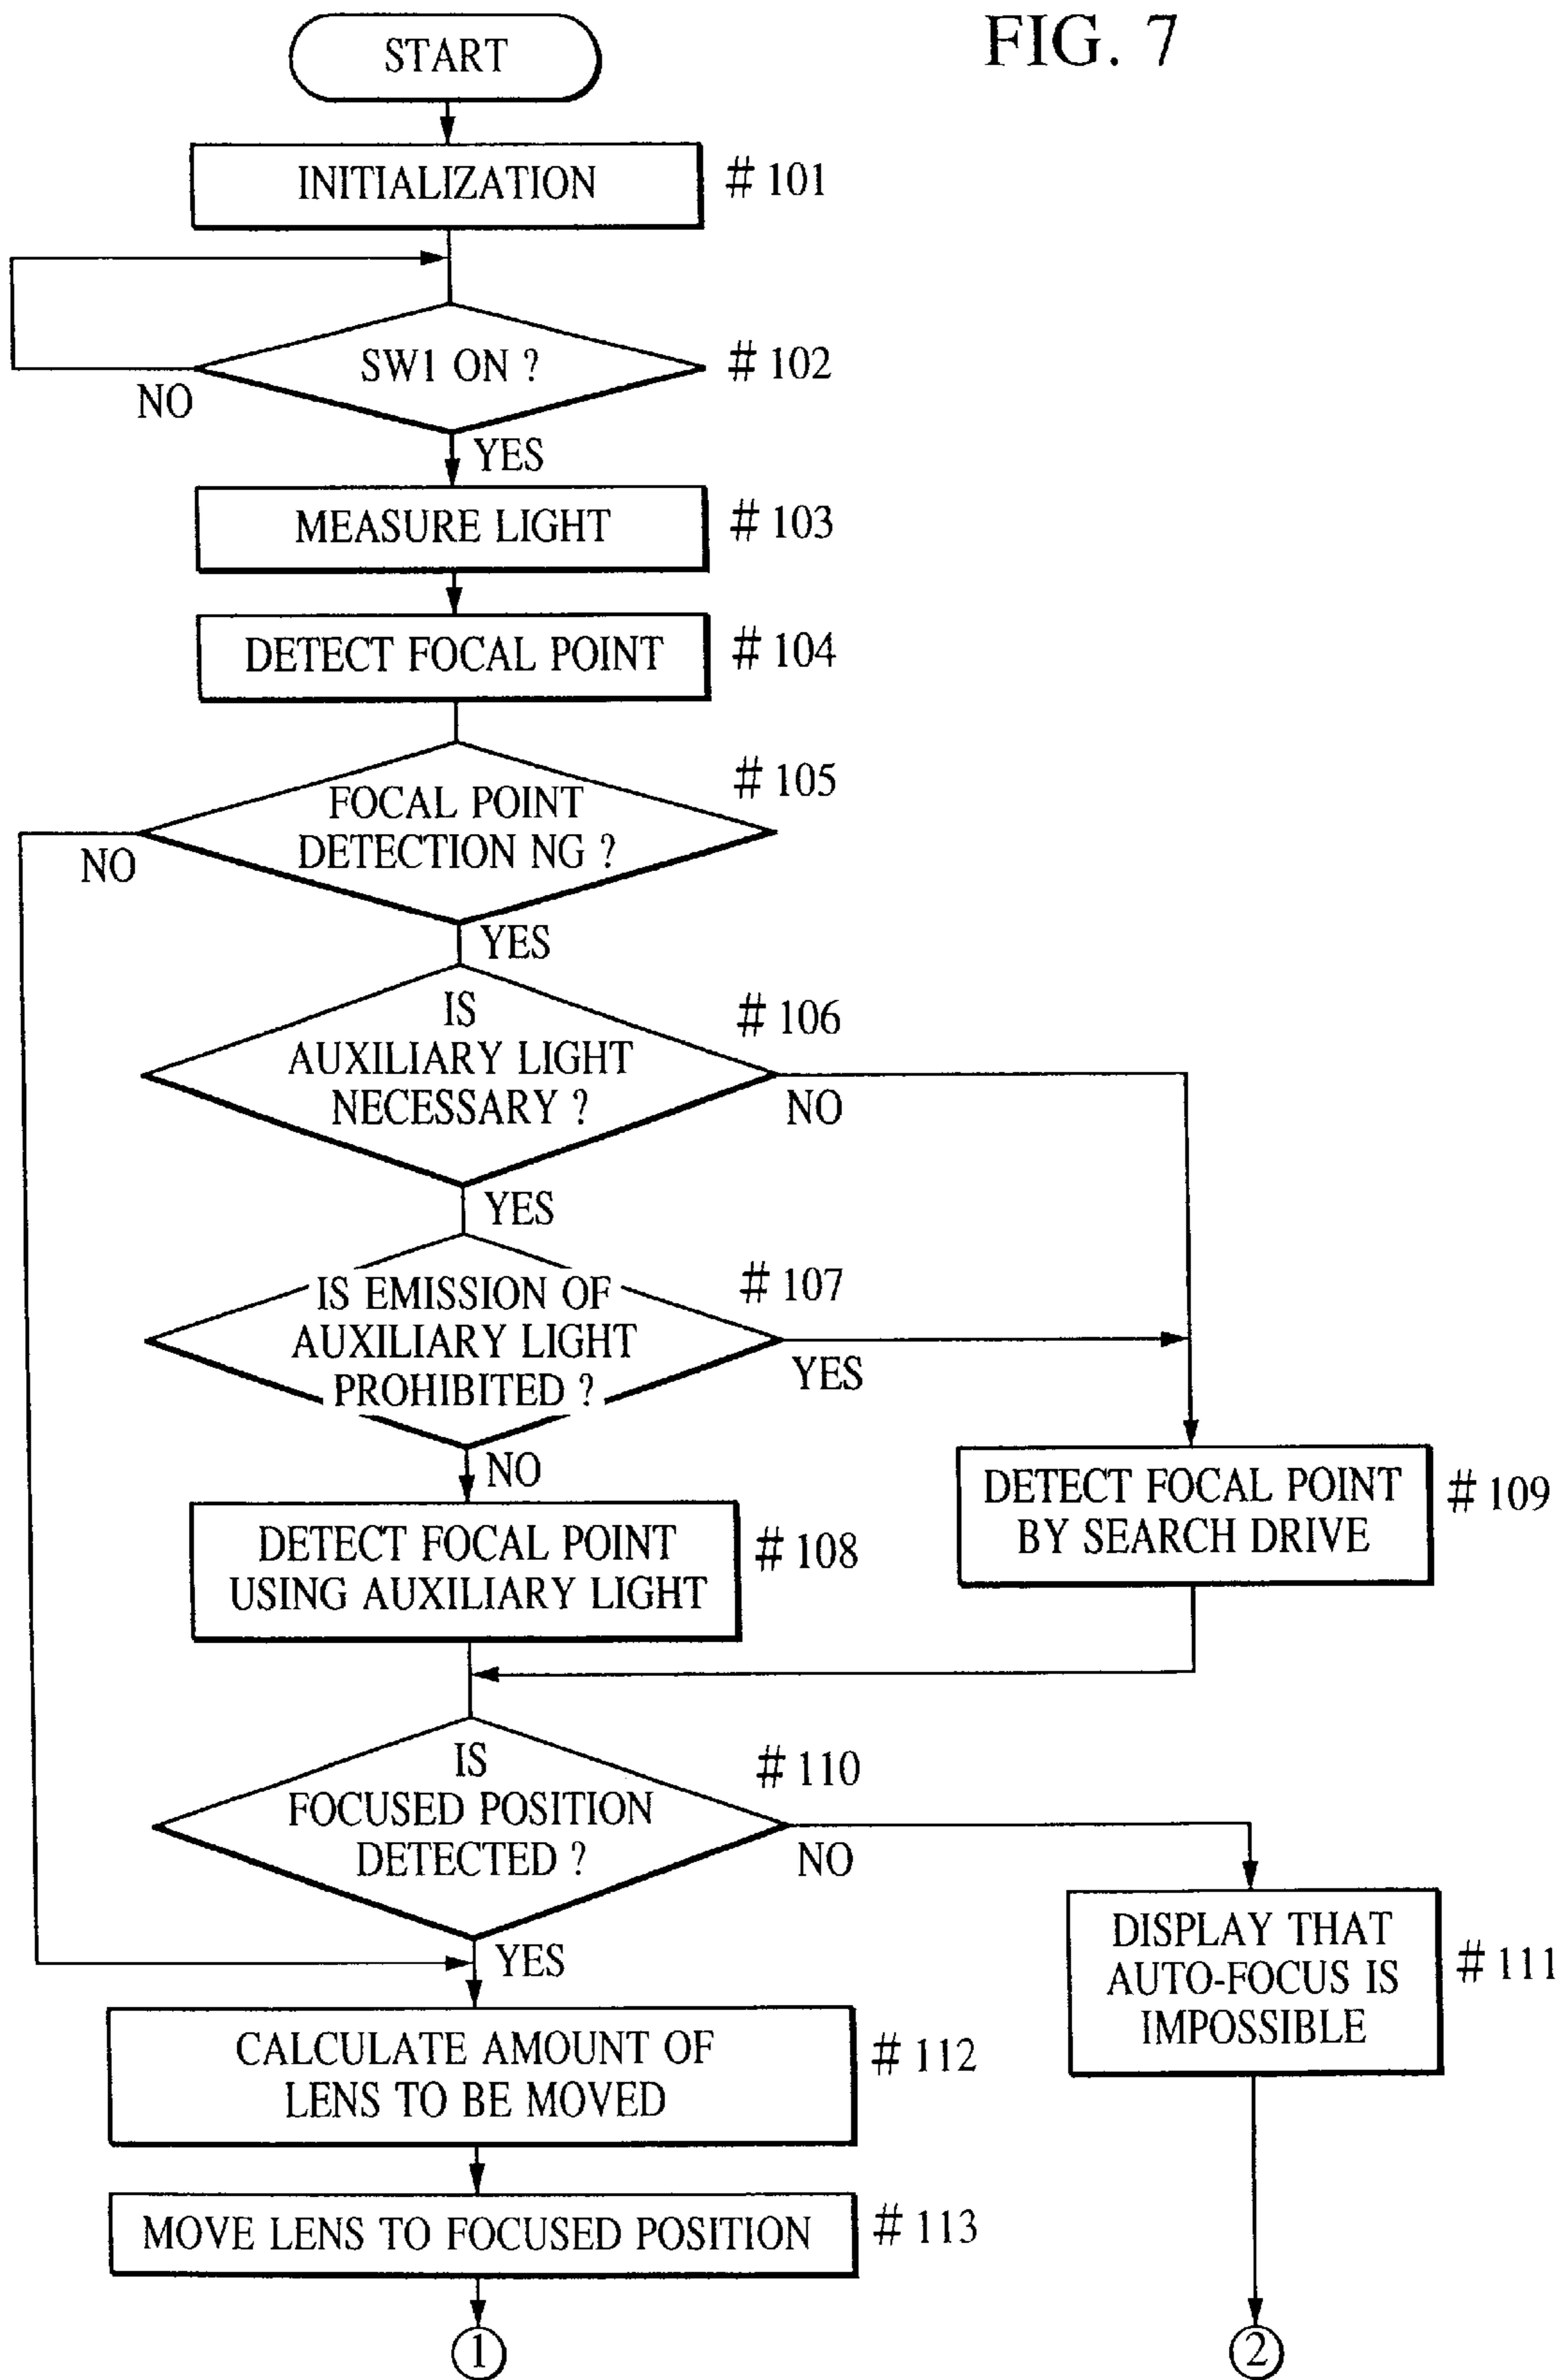 FIG. 7
START
INITIALIZATION
# 101
SW1 ON ?
# 102
NO
YES
MEASURE LIGHT
# 103
DETECT FOCAL POINT
# 104
FOCAL POINT
DETECTION NG ?
# 105
NO
YES
IS
AUXILIARY LIGHT
NECESSARY ?
# 106
NO
YES
IS EMISSION OF
AUXILIARY LIGHT
PROHIBITED ?
# 107
YES
NO
DETECT FOCAL POINT
USING AUXILIARY LIGHT
# 108
DETECT FOCAL POINT
BY SEARCH DRIVE
# 109
IS
FOCUSED POSITION
DETECTED ?
# 110
NO
YES
DISPLAY THAT
AUTO-FOCUS IS
IMPOSSIBLE
# 111
CALCULATE AMOUNT OF
LENS TO BE MOVED
# 112
MOVE LENS TO FOCUSED POSITION
# 113
1
2